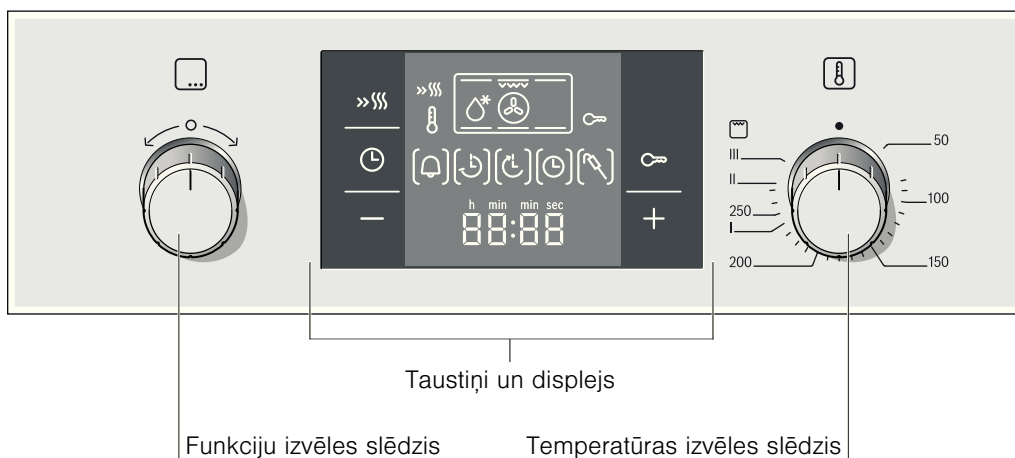 h min min sec
88:88
50
III
II
100
250
I
200
150
Taustiņi un displejs
Funkciju izvēles slēdzis
Temperatūras izvēles slēdzis